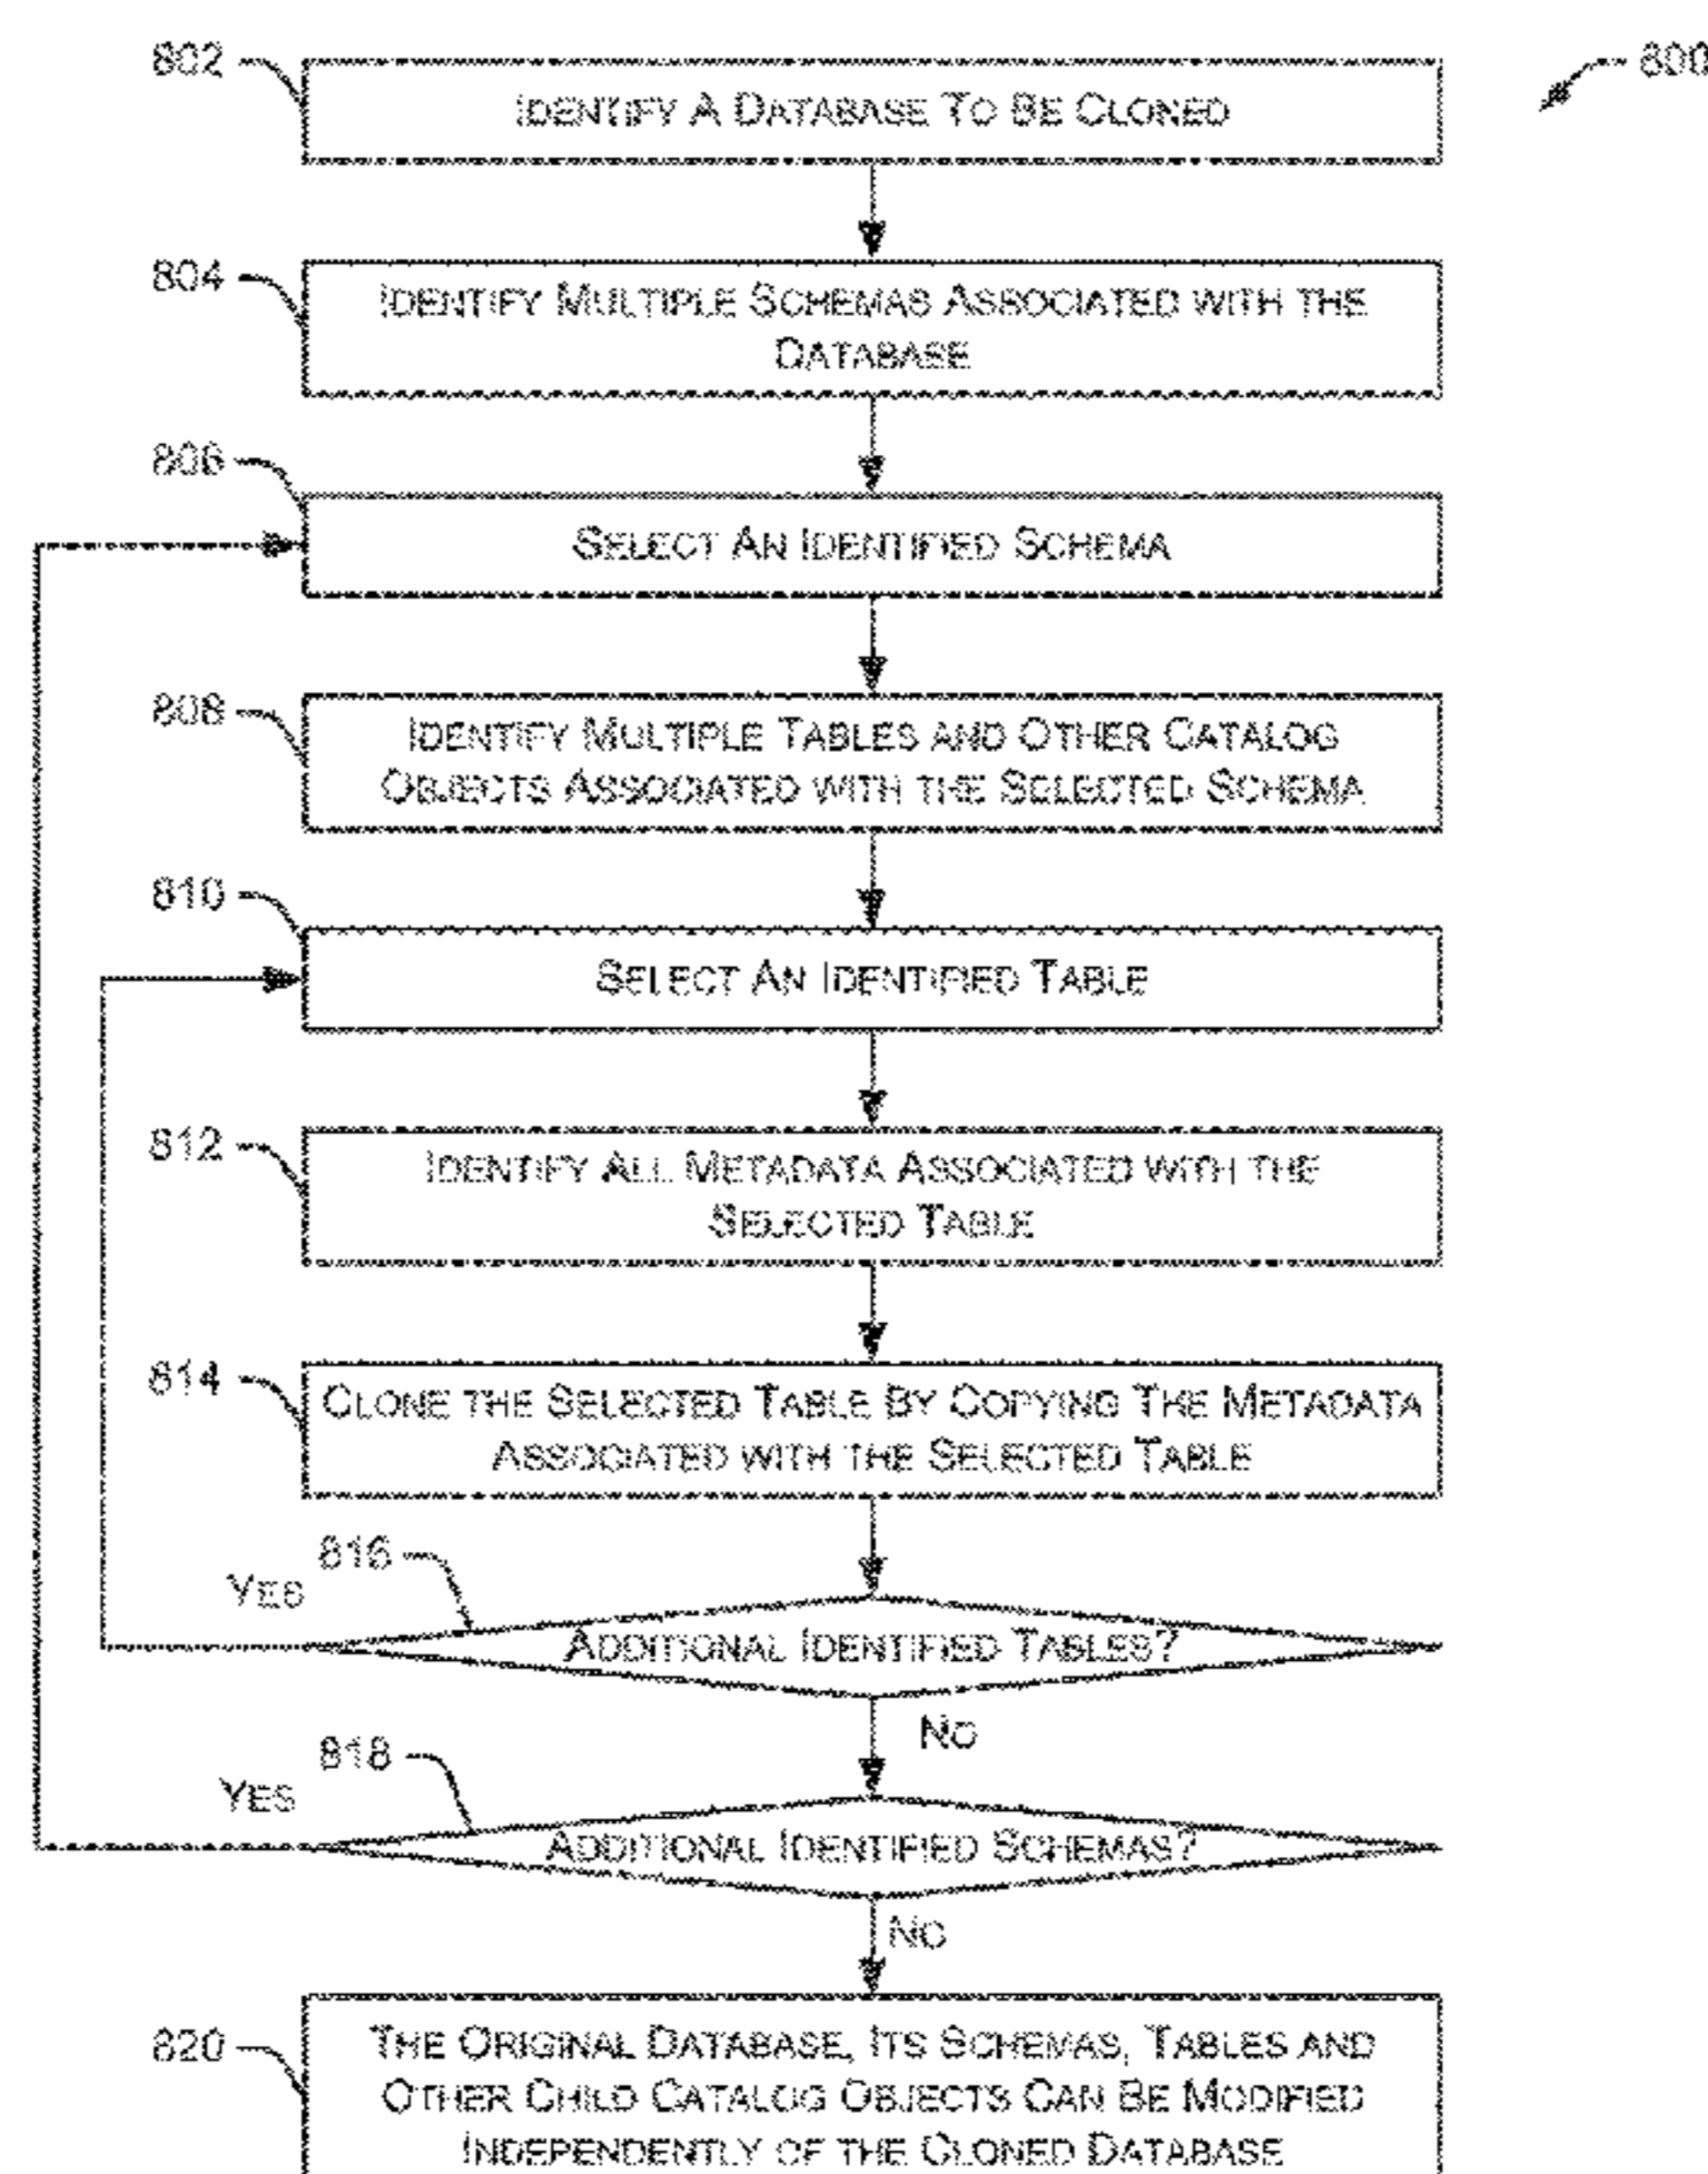 802
800
IDENTIFY A DATABASE TO BE CLONED
804
IDENTIFY MULTIPLE SCHEMAS ASSOCIATED WITH THE
DATABASE
806
SELECT AN IDENTIFIED SCHEMA
808
IDENTIFY MULTIPLE TABLES AND OTHER CATALOG
OBJECTS ASSOCIATED WITH THE SELECTED SCHEMA
810
SELECT AN IDENTIFIED TABLE
812
IDENTIFY ALL METADATA ASSOCIATED WITH THE
SELECTED TABLE
814
CLONE THE SELECTED TABLE BY COPYING THE METADATA
ASSOCIATED WITH THE SELECTED TABLE
816
YES
ADDITIONAL IDENTIFIED TABLES?
NO
818
YES
ADDITIONAL IDENTIFIED SCHEMAS?
NO
820
THE ORIGINAL DATABASE, ITS SCHEMAS, TABLES AND
OTHER CHILD CATALOG OBJECTS CAN BE MODIFIED
INDEPENDENTLY OF THE CLONED DATABASE